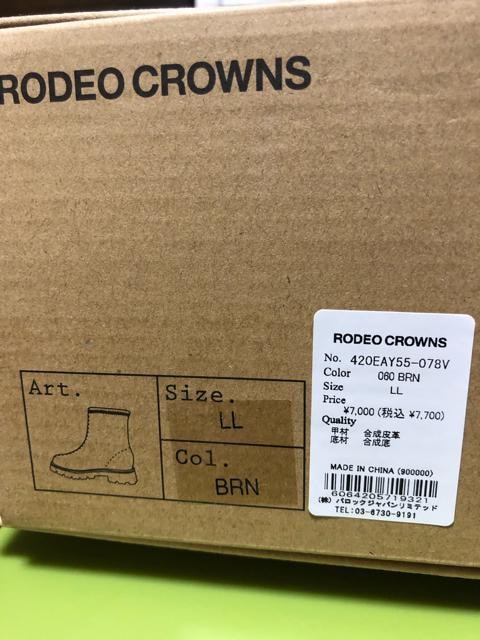 RODEO CROWNS
Art.
Size.
LL
Col.
BRN
RODEO CROWNS
No. 420EAY55-078V
Color 060 BRN
Size LL
Price
¥7,000(税込 ¥7,700)
Quality
甲材 合成皮革
底材 合成底
MADE IN CHINA (900000)
6064205719321
(株) バロックジャパンリミテッド
TEL:03-6730-9191